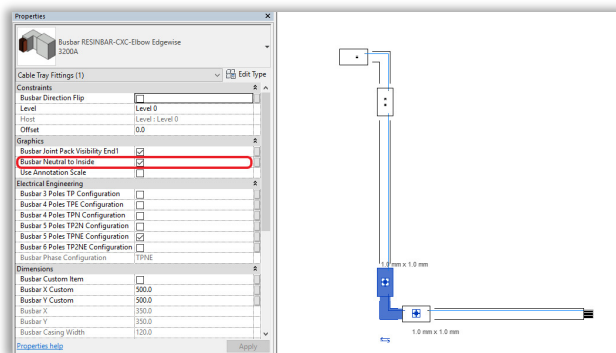 Properties
Busbar RESINBAR-CXC-
Elbow Edgewise
3200A
Cable Tray Fittings (1)
Edit Type
Constraints
Busbar Direction Flip
Level Level 0
Host Level : Level 0
Offset 0.0
Graphics
Busbar Joint Pack Visibility End1
Busbar Neutral to Inside
Use Annotation Scale
Electrical Engineering
Busbar 3 Poles TP Configuration
Busbar 4 Poles TPE Configuration
Busbar 4 Poles TPN Configuration
Busbar 5 Poles TP2N Configuration
Busbar 5 Poles TPNE Configuration
Busbar 6 Poles TP2NE Configuration
Busbar Phase Configuration TPNE
Dimensions
Busbar Custom Item
Busbar X Custom 500.0
Busbar Y Custom 500.0
Busbar X 350.0
Busbar Y 350.0
Busbar Casing Width 120.0
Properties help
Apply
1.0 mm x 1.0 mm
1.0 mm x 1.0 mm